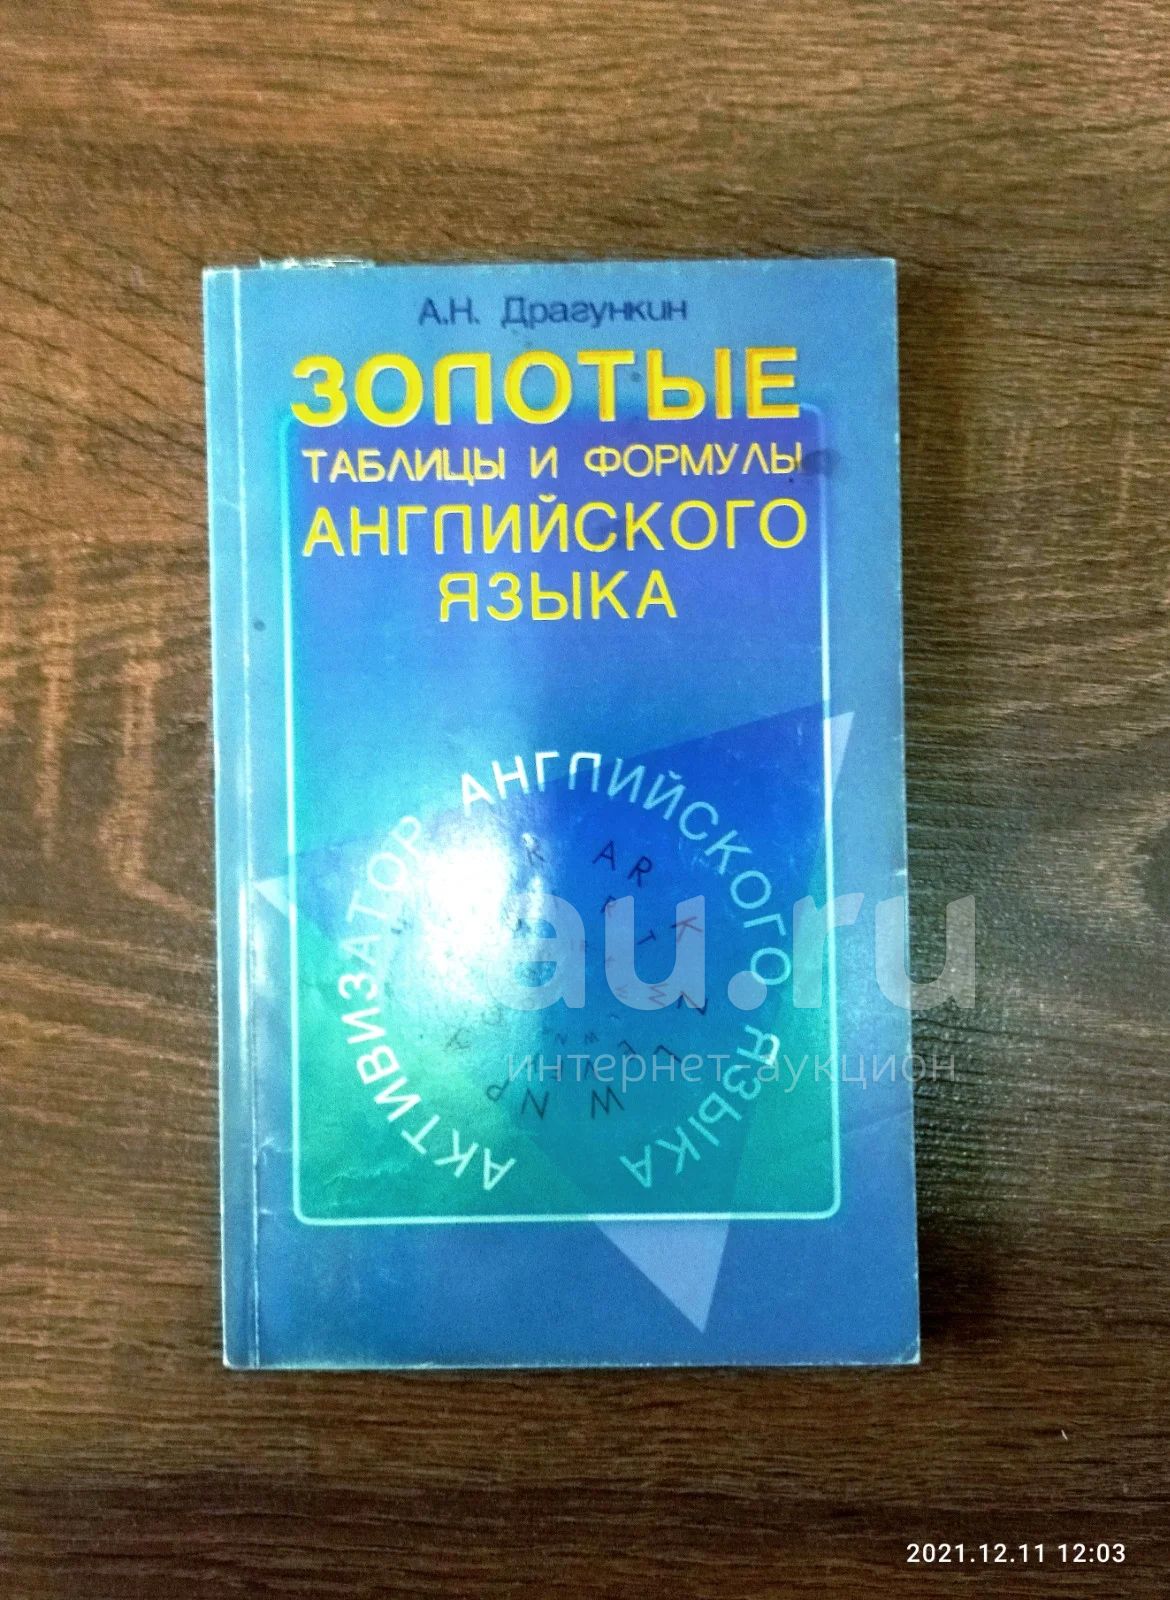 А.Н. Драгункин
ЗОЛОТЫЕ
ТАБЛИЦЫ И ФОРМУЛЫ
АНГЛИЙСКОГО
ЯЗЫКА
АКТИВИЗАТОР АНГЛИЙСКОГО ЯЗЫКА
au.ru
интернет аукцион
2021.12.11 12:03